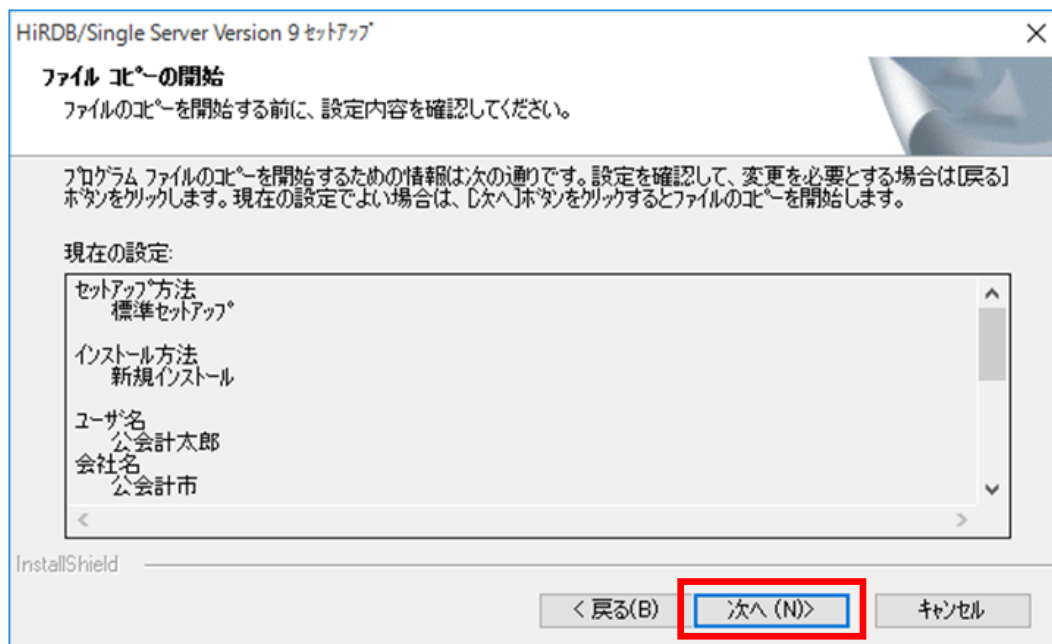 HiRDB/Single Server Version 9 ｾｯﾄｱｯﾌﾟ
ファイル コピーの開始
ファイルのコピーを開始する前に、設定内容を確認してください。
プログラム ファイルのコピーを開始するための情報は次の通りです。設定を確認して、変更を必要とする場合は[戻る]
ボタンをクリックします。現在の設定でよい場合は、[次へ]ボタンをクリックするとファイルのコピーを開始します。
現在の設定:
セットアップ方法
標準セットアップ
インストール方法
新規インストール
ユーザ名
公会計太郎
会社名
公会計市
InstallShield
< 戻る(B)
次へ (N)>
キャンセル